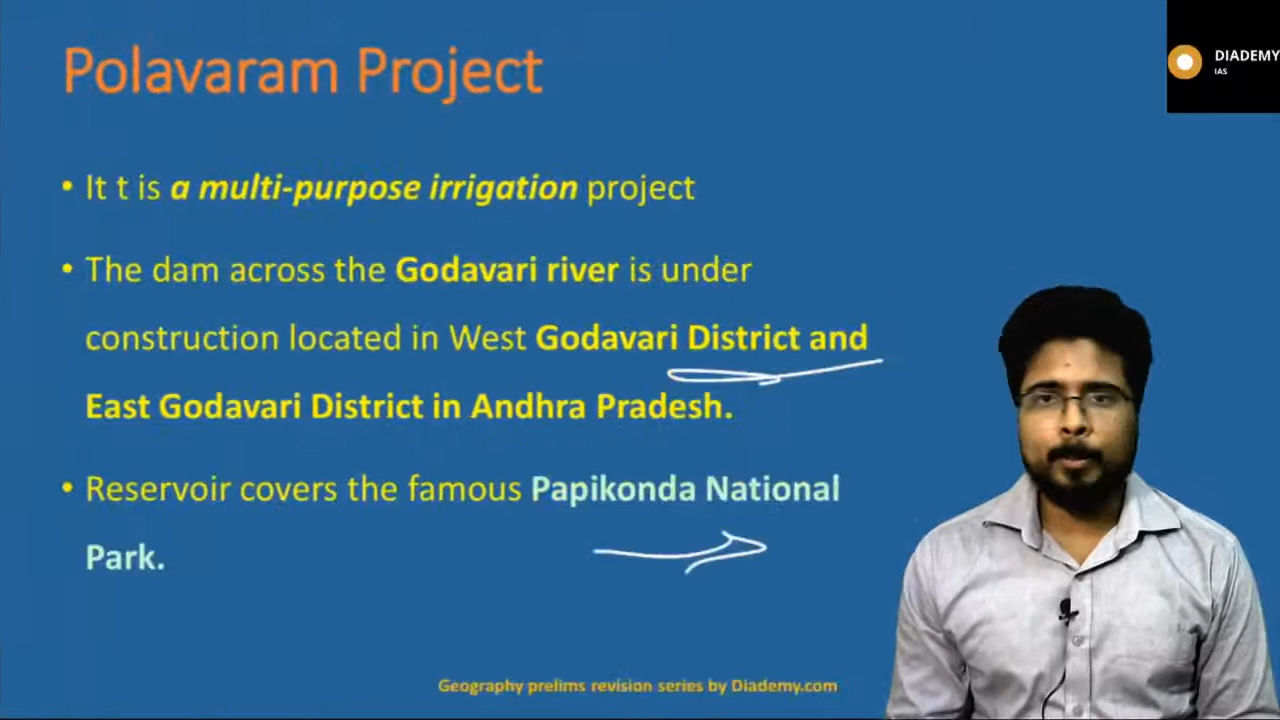 Polavaram Project
DIADEMY
IAS
• It t is a multi-purpose irrigation project
• The dam across the Godavari river is under
construction located in West Godavari District and
East Godavari District in Andhra Pradesh.
• Reservoir covers the famous Papikonda National
Park.
Geography prelims revision series by Diademy.com